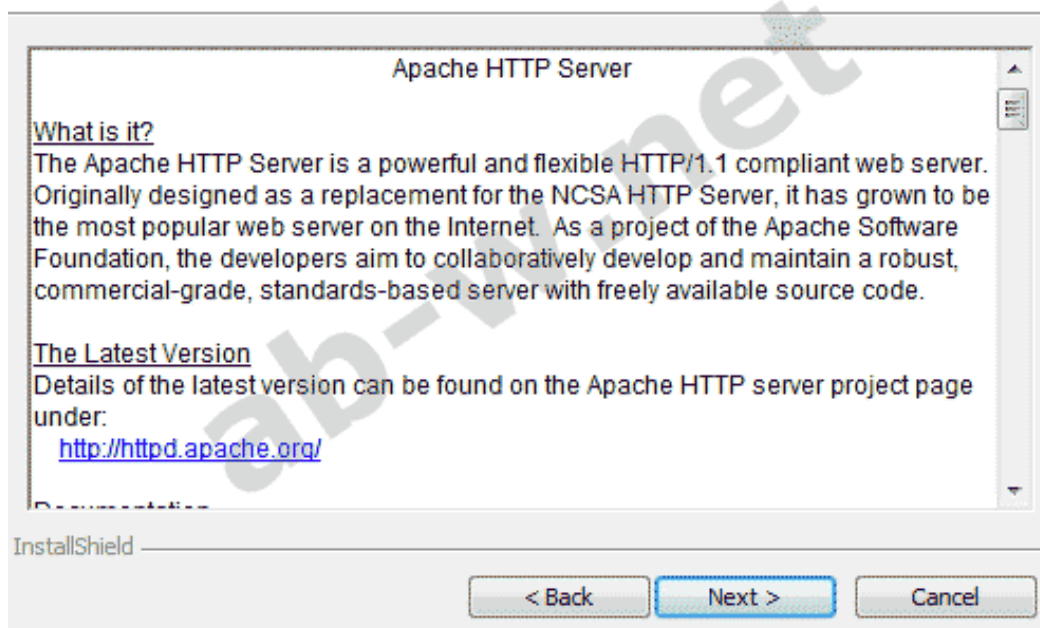 Apache HTTP Server
What is it?
The Apache HTTP Server is a powerful and flexible HTTP/1.1 compliant web server.
Originally designed as a replacement for the NCSA HTTP Server, it has grown to be
the most popular web server on the Internet.  As a project of the Apache Software
Foundation, the developers aim to collaboratively develop and maintain a robust,
commercial-grade, standards-based server with freely available source code.
The Latest Version
Details of the latest version can be found on the Apache HTTP server project page
under:
http://httpd.apache.org/
Documentation
InstallShield
< Back
Next >
Cancel
ab-w.net